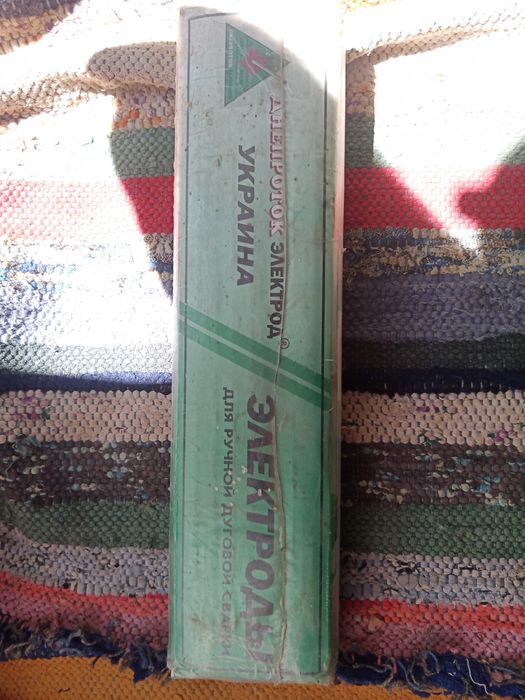 ДНЕПРОТОК ЭЛЕКТРОД®
УКРАИНА
ЭЛЕКТРОДЫ
ДЛЯ РУЧНОЙ ДУГОВОЙ СВАРКИ